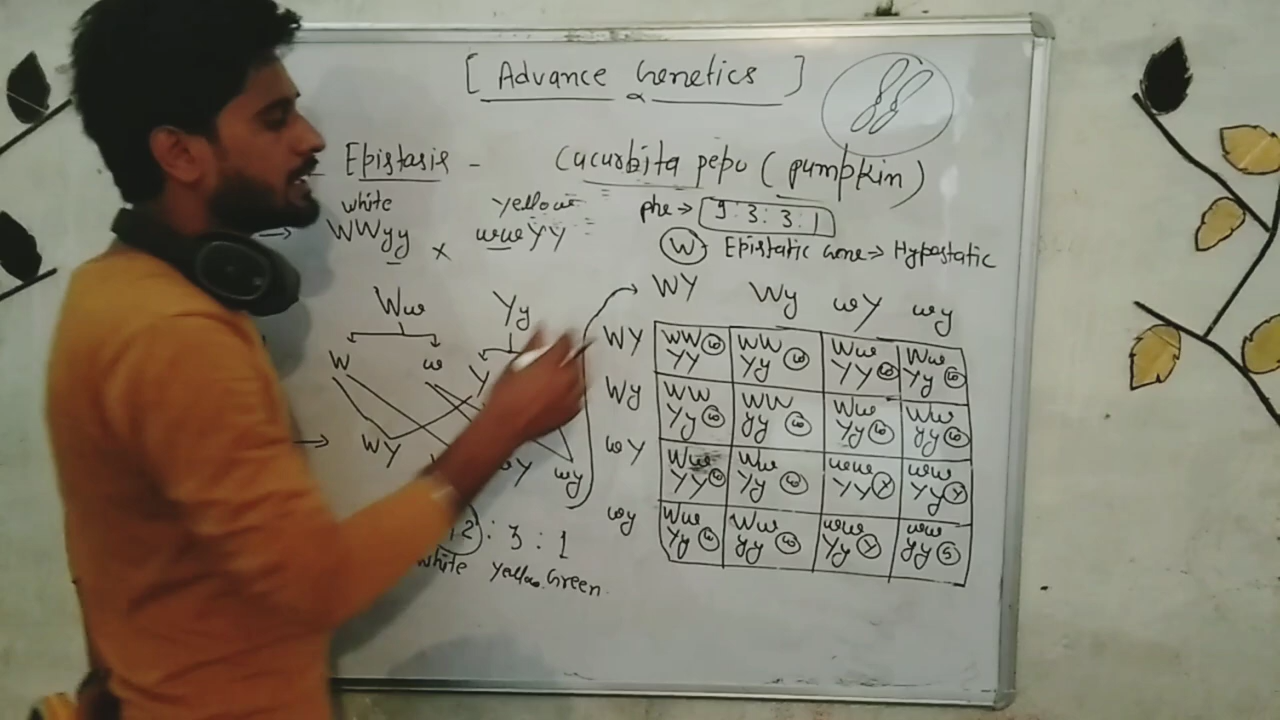 [ Advance Genetics ]
Epistasis - Cucurbita pepo (pumpkin)
white yellow
WWyy × wwYY
phe → 9:3:3:1
W Epistatic Gene → Hypostatic
Ww Yy
W w Y
WY wY wy
12 : 3 : 1
white yellow Green
WY Wy wY wy
WY WW YY W WW Yy W Ww YY W Ww Yy W
Wy WW Yy W WW yy W Ww Yy W Ww yy W
wY Ww YY W Ww Yy W ww YY Y ww Yy Y
wy Ww Yy W Ww yy W ww Yy Y ww yy G